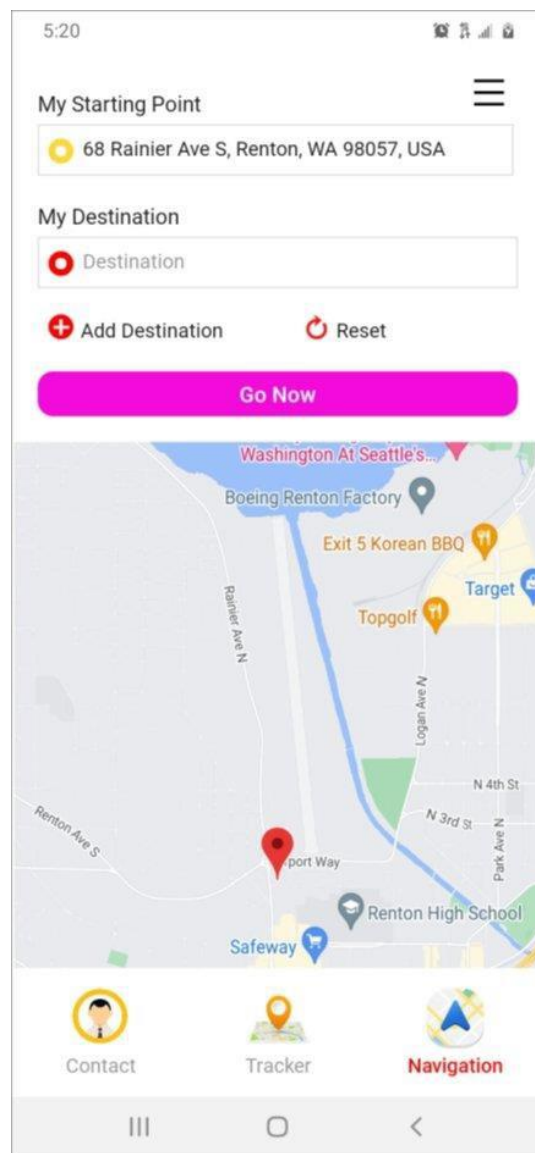 5:20
My Starting Point
68 Rainier Ave S, Renton, WA 98057, USA
My Destination
Destination
Add Destination
Reset
Go Now
Washington At Seattle's...
Boeing Renton Factory
Exit 5 Korean BBQ
Target
Topgolf
Rainier Ave N
Logan Ave N
N 4th St
N 3rd St
Park Ave N
Renton Ave S
port Way
Renton High School
Safeway
Contact
Tracker
Navigation